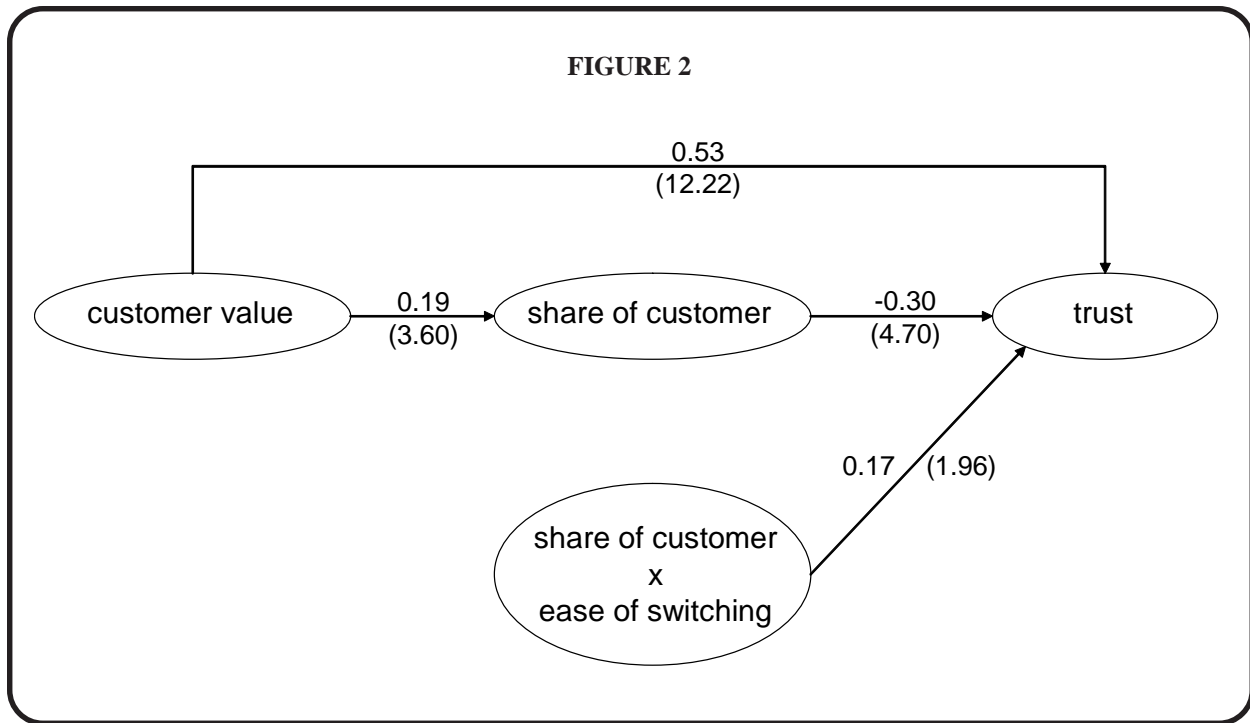 FIGURE 2
0.53
(12.22)
customer value
0.19
(3.60)
share of customer
-0.30
(4.70)
trust
0.17
(1.96)
share of customer
x
ease of switching